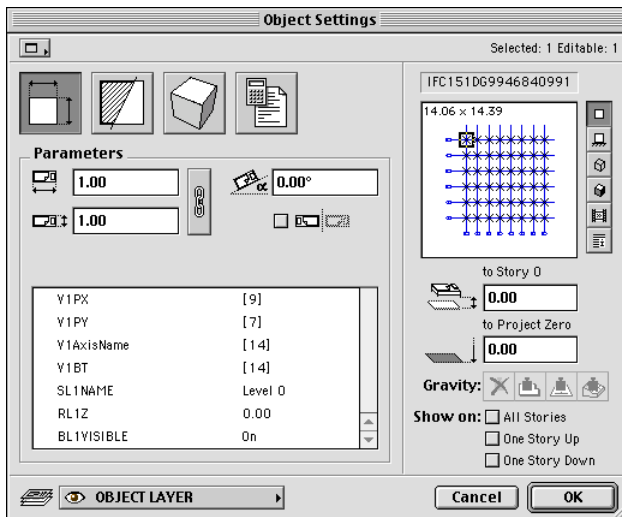 Object Settings
Selected: 1 Editable: 1
IFC151DG9946840991
14.06 x 14.39
Parameters
1.00
α 0.00°
1.00
V1PX [9]
V1PY [7]
V1AxisName [14]
V1BT [14]
SL1NAME Level 0
RL1Z 0.00
BL1VISIBLE On
to Story 0
0.00
to Project Zero
0.00
Gravity:
Show on: All Stories
One Story Up
One Story Down
OBJECT LAYER
Cancel OK